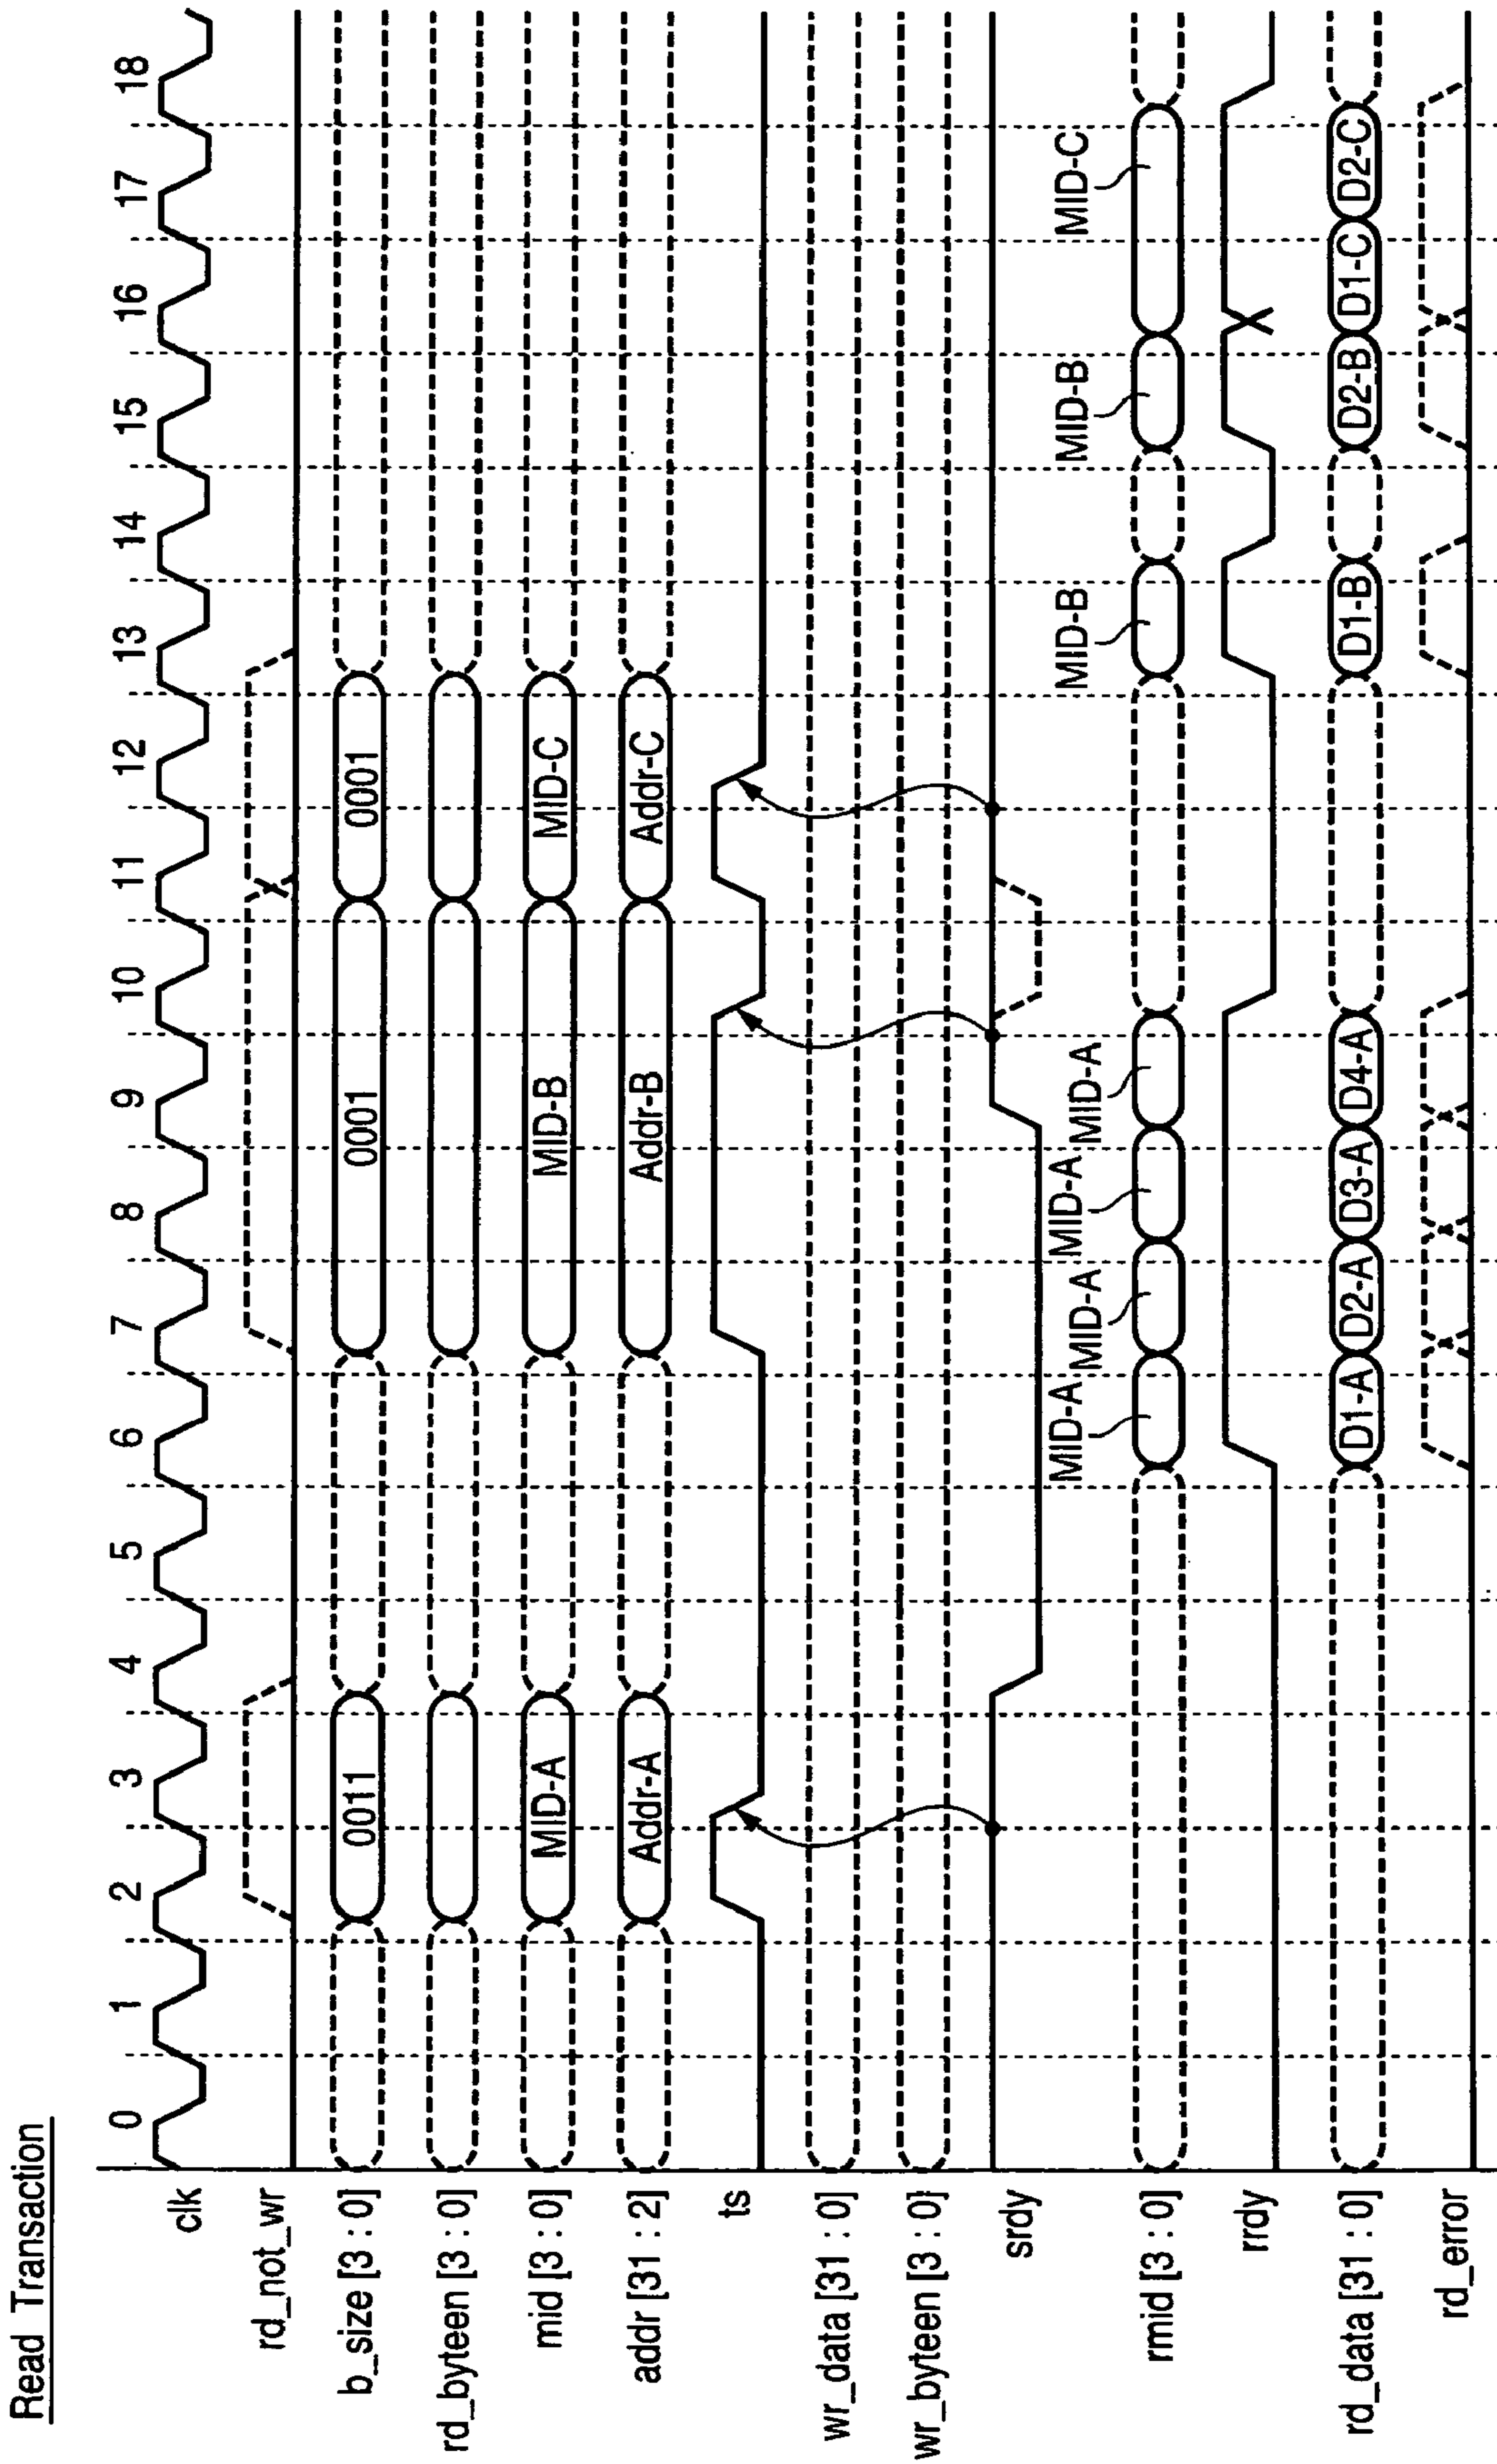 Read Transaction
0 1 2 3 4 5 6 7 8 9 10 11 12 13 14 15 16 17 18
clk
rd_not_wr
b_size [3 : 0] 0011 0001 0001
rd_byteen [3 : 0]
mid [3 : 0] MID-A MID-B MID-C
addr [31 : 2] Addr-A Addr-B Addr-C
ts
wr_data [31 : 0]
wr_byteen [3 : 0]
srdy
MID-A MID-A MID-A MID-A MID-B MID-B MID-C
rmid [3 : 0]
rrdy
rd_data [31 : 0] D1-A D2-A D3-A D4-A D1-B D2-B D1-C D2-C
rd_error